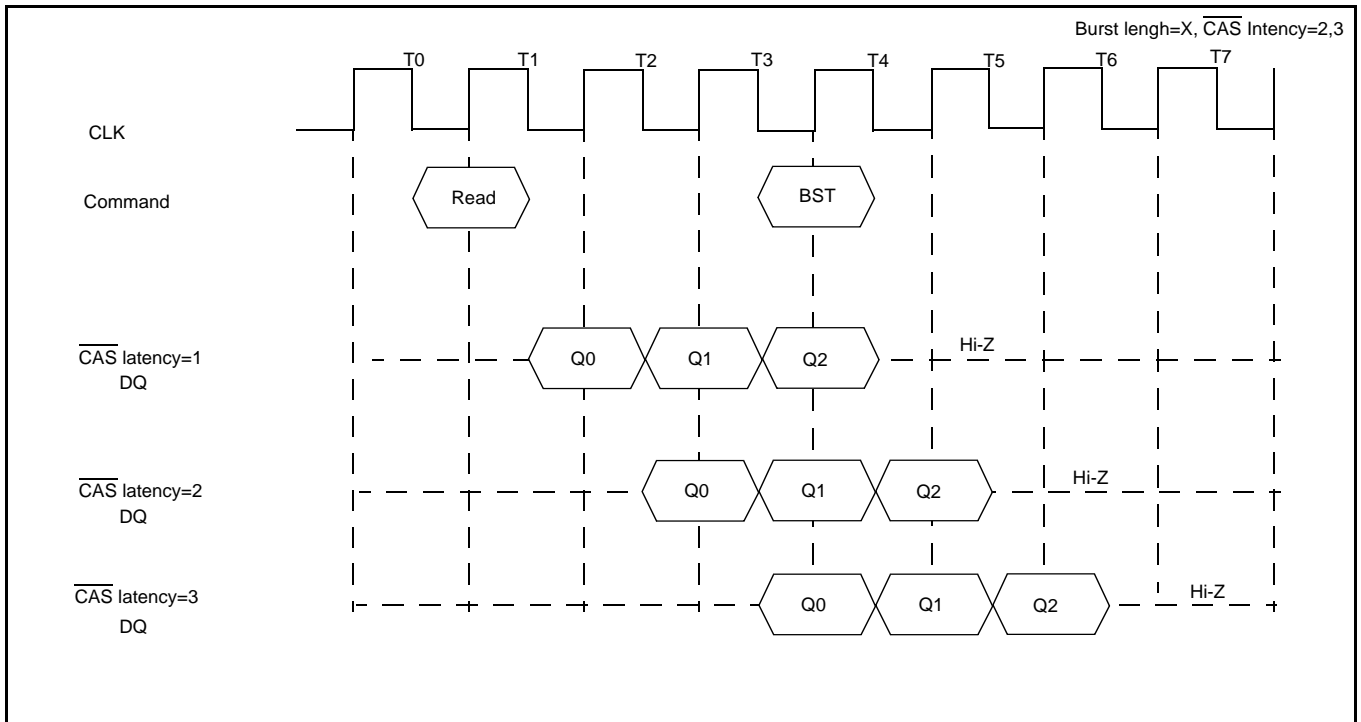 Burst lengh=X, CAS Intency=2,3
T0 T1 T2 T3 T4 T5 T6 T7
CLK
Command
Read
BST
CAS latency=1
DQ
Q0 Q1 Q2
Hi-Z
CAS latency=2
DQ
Q0 Q1 Q2
Hi-Z
CAS latency=3
DQ
Q0 Q1 Q2
Hi-Z